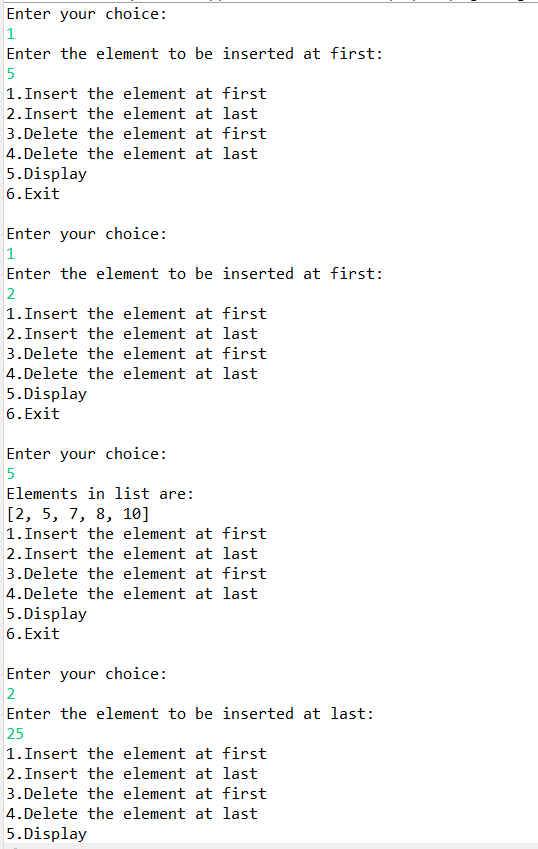 Enter your choice:
1
Enter the element to be inserted at first:
5
1.Insert the element at first
2.Insert the element at last
3.Delete the element at first
4.Delete the element at last
5.Display
6.Exit

Enter your choice:
1
Enter the element to be inserted at first:
2
1.Insert the element at first
2.Insert the element at last
3.Delete the element at first
4.Delete the element at last
5.Display
6.Exit

Enter your choice:
5
Elements in list are:
[2, 5, 7, 8, 10]
1.Insert the element at first
2.Insert the element at last
3.Delete the element at first
4.Delete the element at last
5.Display
6.Exit

Enter your choice:
2
Enter the element to be inserted at last:
25
1.Insert the element at first
2.Insert the element at last
3.Delete the element at first
4.Delete the element at last
5.Display